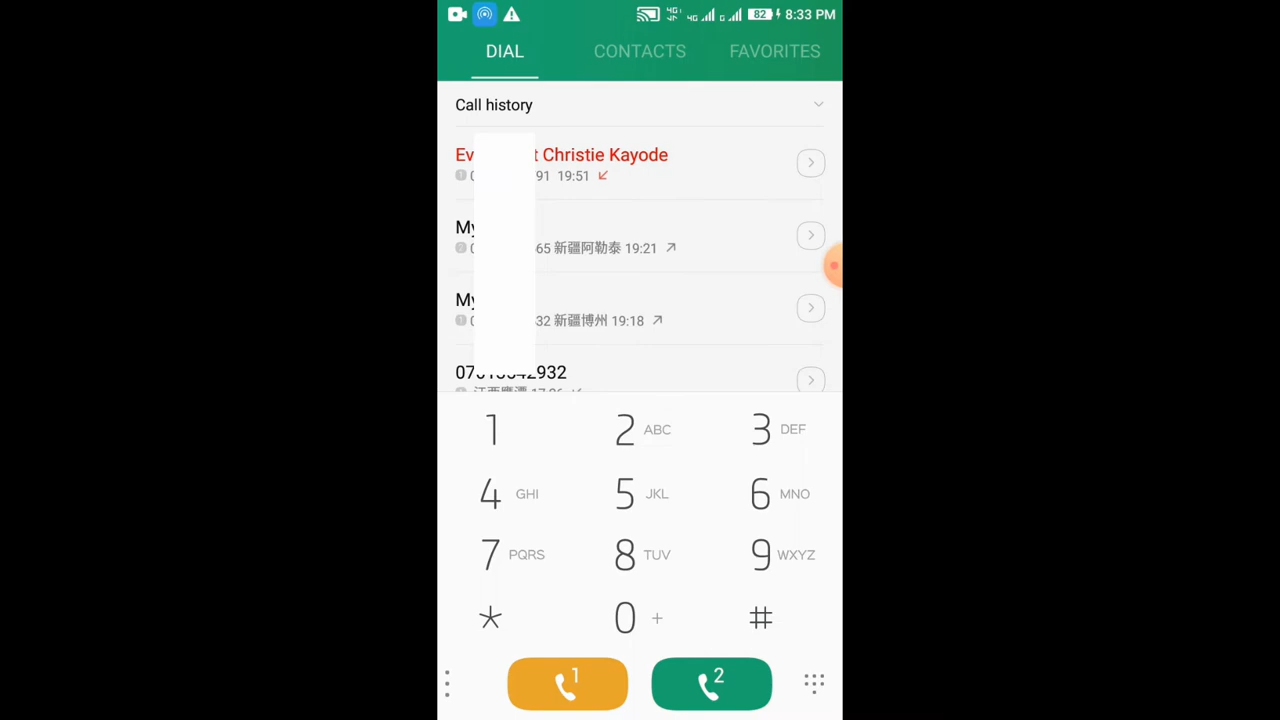 82 8:33 PM
DIAL CONTACTS FAVORITES
Call history
Christie Kayode
91 19:51
My
65 新疆阿勒泰 19:21
My
32 新疆博州 19:18
1 2 ABC 3 DEF
4 GHI 5 JKL 6 MNO
7 PQRS 8 TUV 9 WXYZ
* 0 + #
1 2